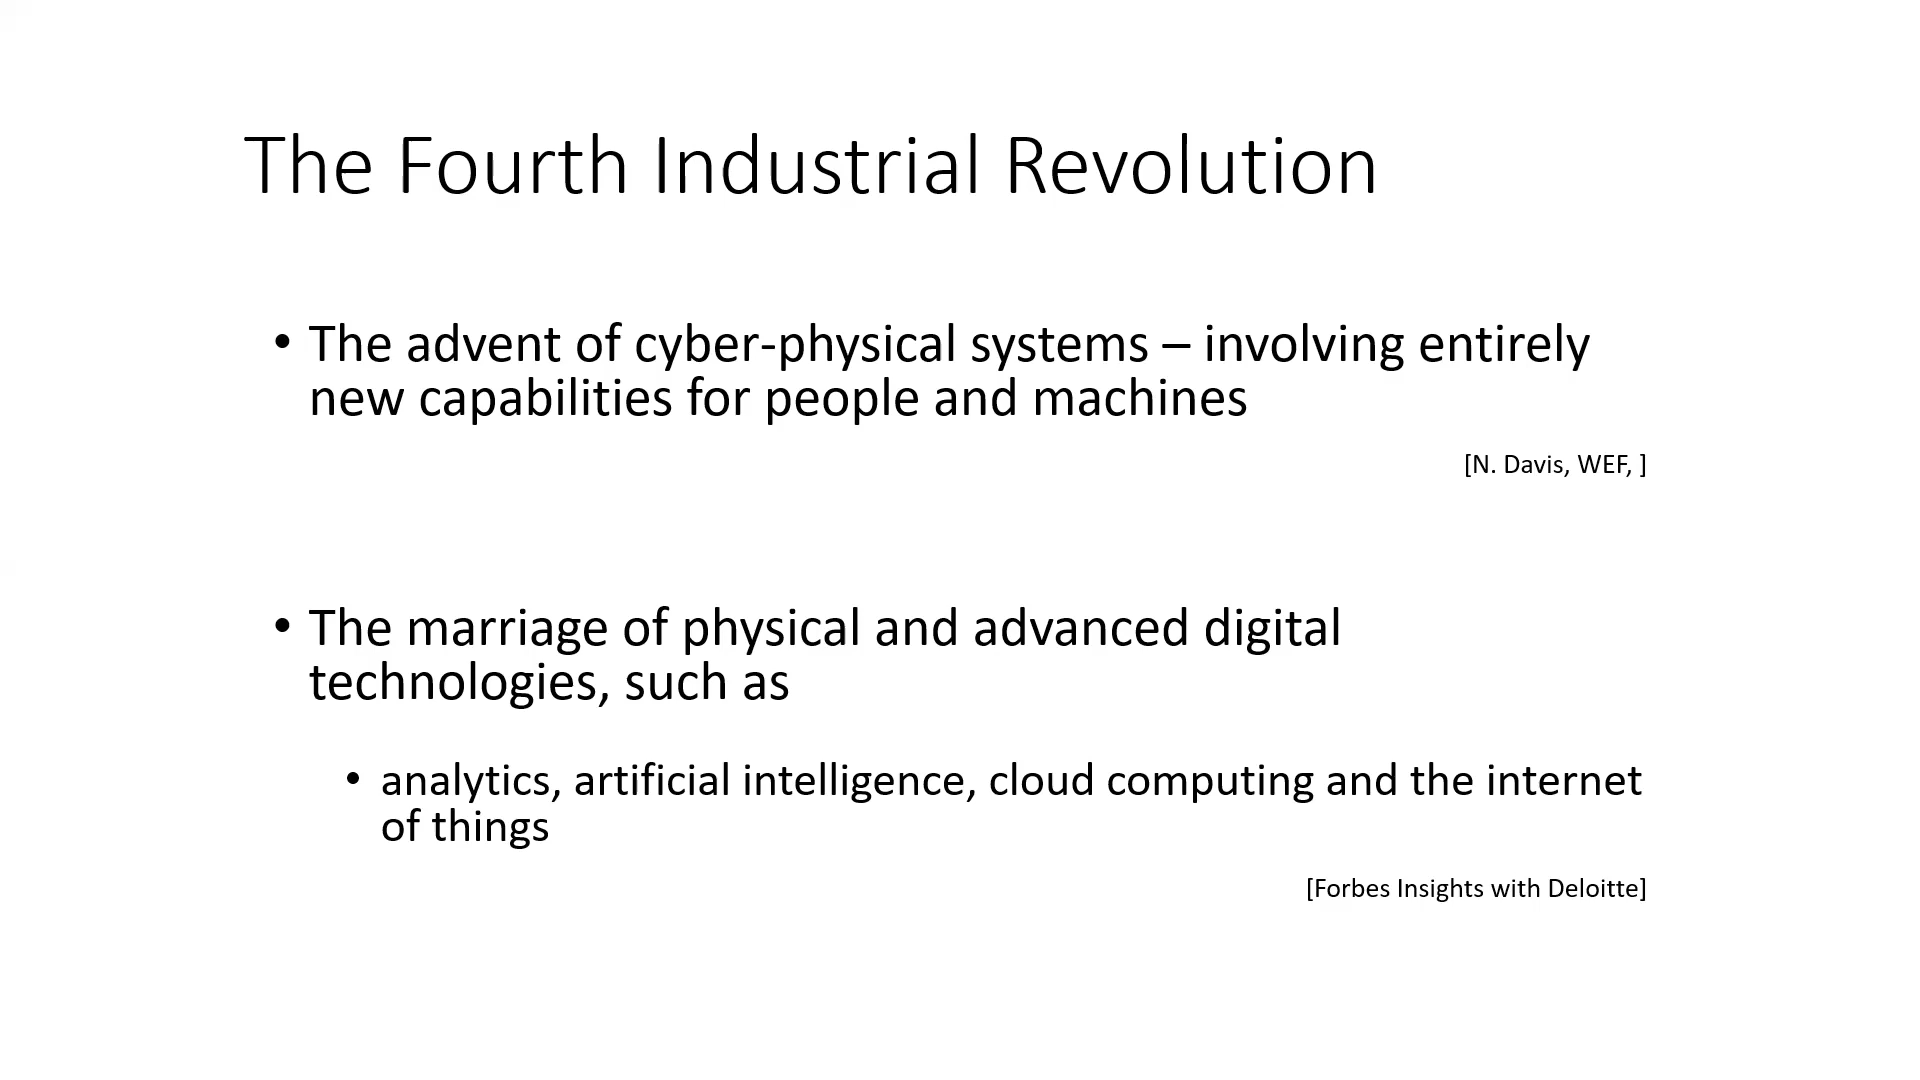 The Fourth Industrial Revolution
• The advent of cyber-physical systems – involving entirely
new capabilities for people and machines
[N. Davis, WEF, ]
• The marriage of physical and advanced digital
technologies, such as
• analytics, artificial intelligence, cloud computing and the internet
of things
[Forbes Insights with Deloitte]